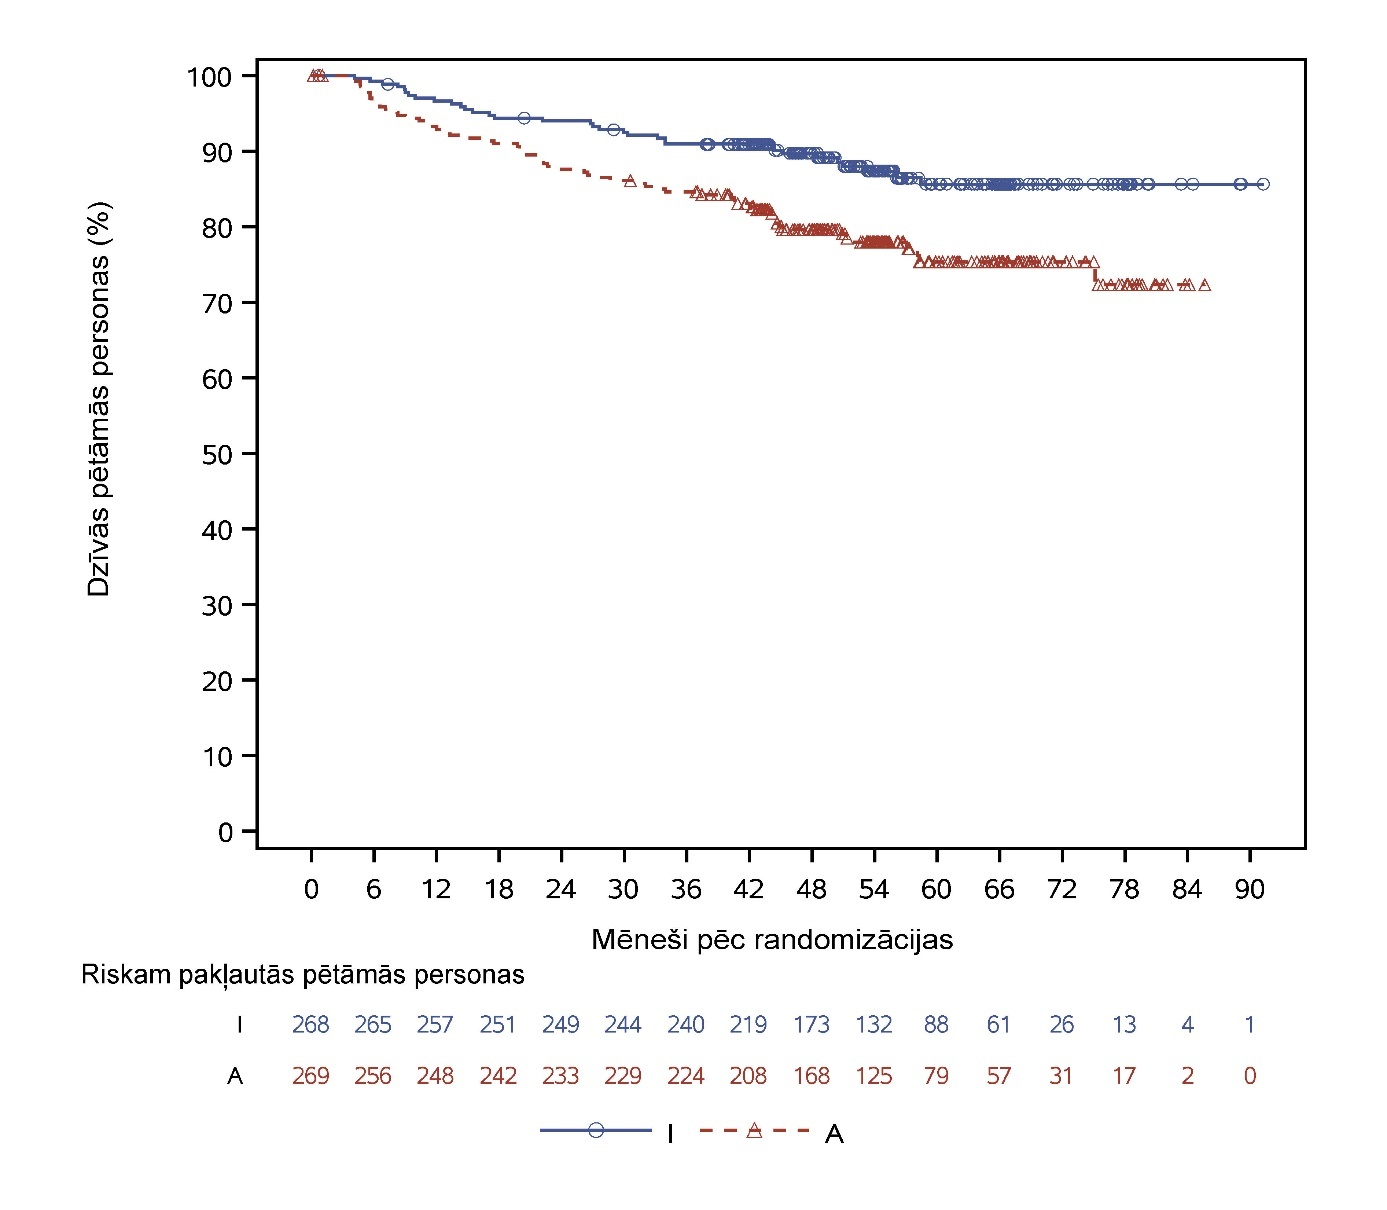 Dzīvās pētāmās personas (%)
100
90
80
70
60
50
40
30
20
10
0
0 6 12 18 24 30 36 42 48 54 60 66 72 78 84 90
Mēneši pēc randomizācijas
Riskam pakļautās pētāmās personas
I 268 265 257 251 249 244 240 219 173 132 88 61 26 13 4 1
A 269 256 248 242 233 229 224 208 168 125 79 57 31 17 2 0
I A